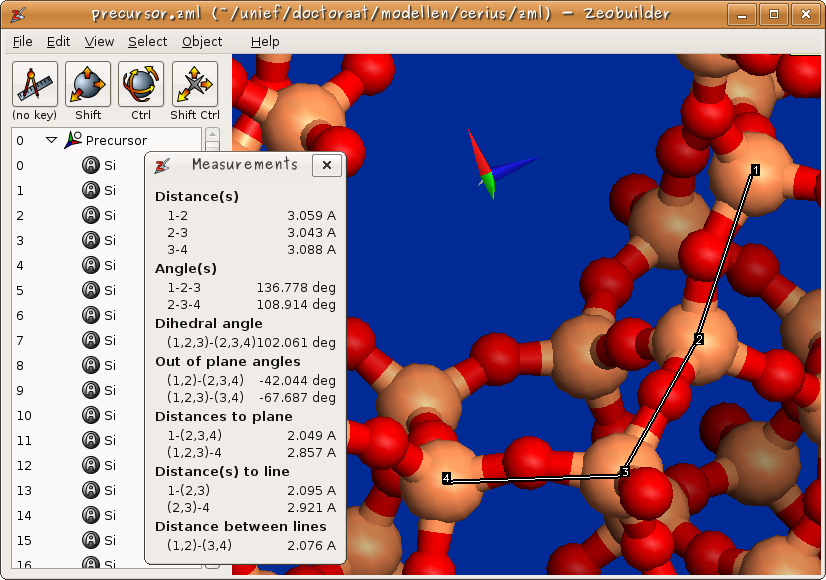 precursor.zml (~/unief/doctoraat/modellen/cerius/zml) - Zeobuilder
File Edit View Select Object Help
(no key) Shift Ctrl Shift Ctrl
0 Precursor
0 Si
1 Si
2 Si
3 Si
4 Si
5 Si
6 Si
7 Si
8 Si
9 Si
10 Si
11 Si
12 Si
13 Si
14 Si
15 Si
16 Si
Measurements
Distance(s)
1-2 3.059 A
2-3 3.043 A
3-4 3.088 A
Angle(s)
1-2-3 136.778 deg
2-3-4 108.914 deg
Dihedral angle
(1,2,3)-(2,3,4)102.061 deg
Out of plane angles
(1,2)-(2,3,4) -42.044 deg
(1,2,3)-(3,4) -67.687 deg
Distances to plane
1-(2,3,4) 2.049 A
(1,2,3)-4 2.857 A
Distance(s) to line
1-(2,3) 2.095 A
(2,3)-4 2.921 A
Distance between lines
(1,2)-(3,4) 2.076 A
1
2
3
4